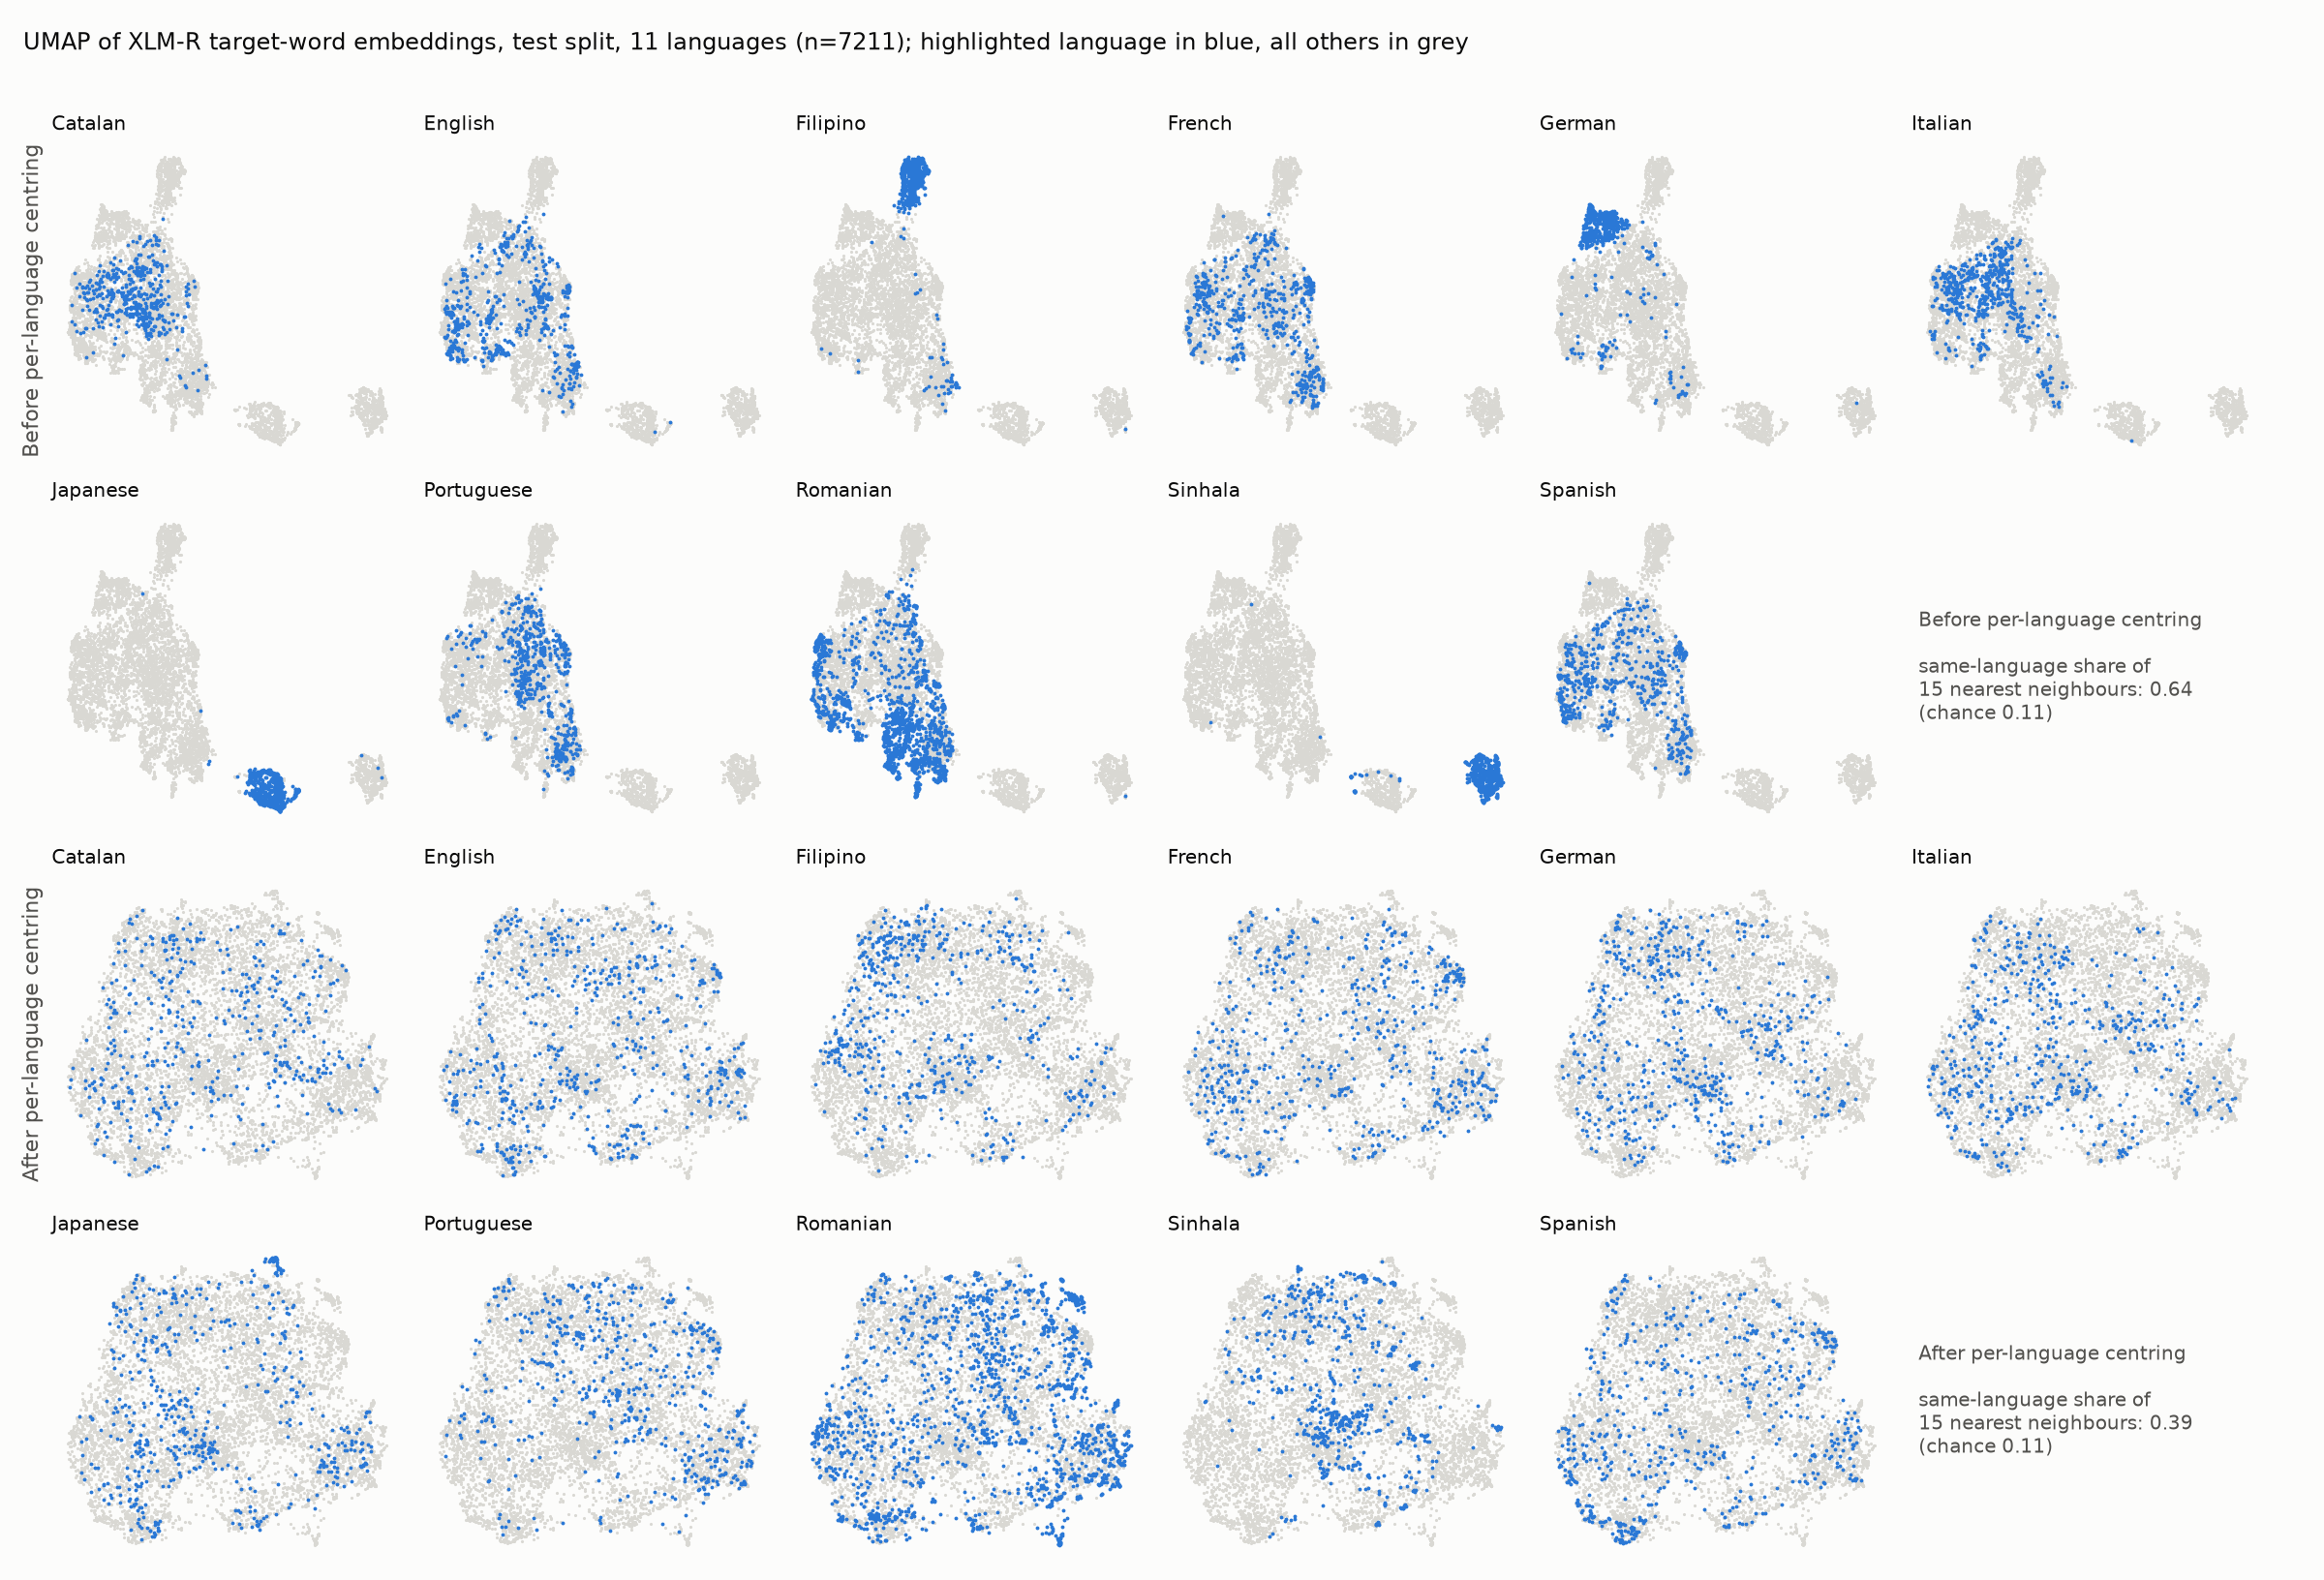 UMAP of XLM-R target-word embeddings, test split, 11 languages (n=7211); highlighted language in blue, all others in grey
Before per-language centring
Catalan
English
Filipino
French
German
Italian
Japanese
Portuguese
Romanian
Sinhala
Spanish
Before per-language centring
same-language share of
15 nearest neighbours: 0.64
(chance 0.11)
After per-language centring
Catalan
English
Filipino
French
German
Italian
Japanese
Portuguese
Romanian
Sinhala
Spanish
After per-language centring
same-language share of
15 nearest neighbours: 0.39
(chance 0.11)